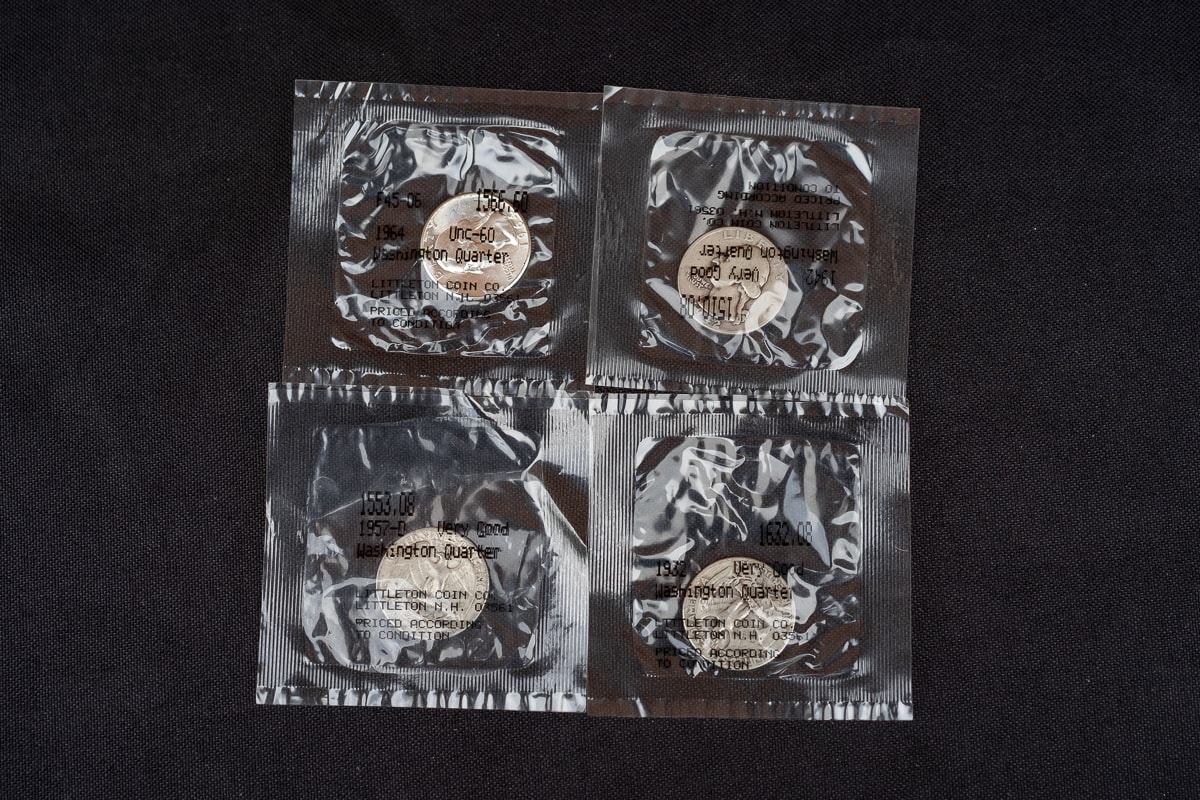 F45-06 1566.60
1964 Unc-60
Washington Quarter
LITTLETON COIN CO.
LITTLETON N.H. 03561
PRICED ACCORDING
TO CONDITION
1942 Very Good
Washington Quarter
LITTLETON COIN CO.
LITTLETON N.H. 03561
PRICED ACCORDING
TO CONDITION
1553.08
1957-D Very Good
Washington Quarter
LITTLETON COIN CO.
LITTLETON N.H. 03561
PRICED ACCORDING
TO CONDITION
1632.08
1932 Very Good
Washington Quarter
LITTLETON COIN CO.
LITTLETON N.H. 03561
PRICED ACCORDING
TO CONDITION